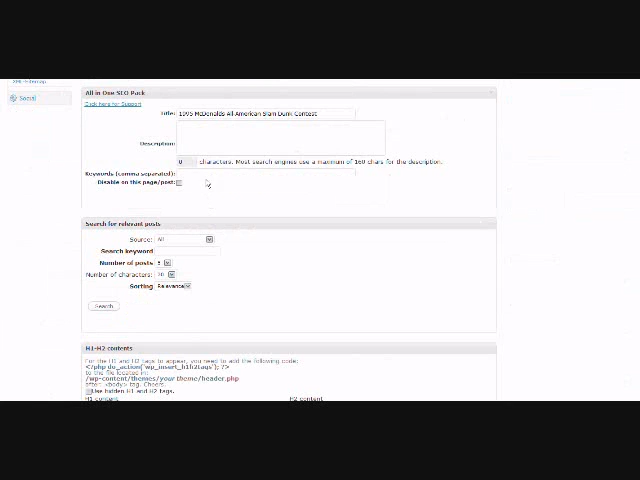 XML-Sitemap
Social
All in One SEO Pack
Click here for Support
Title: 1995 McDonalds All-American Slam Dunk Contest
Description:
0 characters. Most search engines use a maximum of 160 chars for the description.
Keywords (comma separated):
Disable on this page/post:
Search for relevant posts
Source: All
Search keyword
Number of posts
Number of characters:
Sorting Relevance
Search
H1-H2 contents
For the H1 and H2 tags to appear, you need to add the following code:
<?php do_action('wp_insert_h1h2tags'); ?>
to the file located in:
/wp-content/themes/your theme/header.php
after: <body> tag. Cheers.
Use hidden H1 and H2 tags.
H1 content H2 content